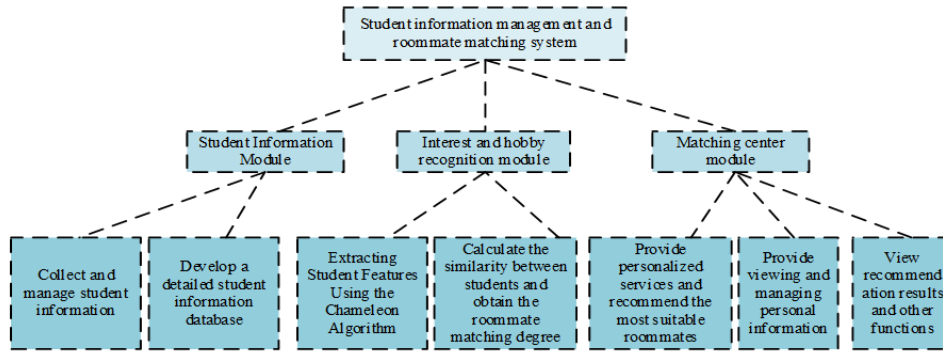 Student information management and
roommate matching system
Student Information
Module
Interest and hobby
recognition module
Matching center
module
Collect and
manage student
information
Develop a
detailed student
information
database
Extracting
Student Features
Using the
Chameleon
Algorithm
Calculate the
similarity between
students and
obtain the
roommate
matching degree
Provide
personalized
services and
recommend the
most suitable
roommates
Provide
viewing and
managing
personal
information
View
recommend
ation results
and other
functions